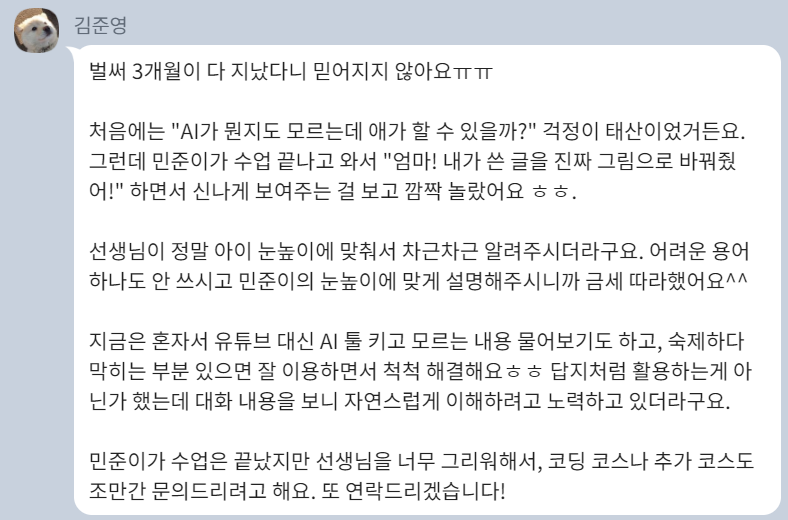 김준영
벌써 3개월이 다 지났다니 믿어지지 않아요ㅠㅠ
처음에는 "AI가 뭔지도 모르는데 애가 할 수 있을까?" 걱정이 태산이었거든요.
그런데 민준이가 수업 끝나고 와서 "엄마! 내가 쓴 글을 진짜 그림으로 바꿔줬
어!" 하면서 신나게 보여주는 걸 보고 깜짝 놀랐어요 ㅎㅎ.
선생님이 정말 아이 눈높이에 맞춰서 차근차근 알려주시더라구요. 어려운 용어
하나도 안 쓰시고 민준이의 눈높이에 맞게 설명해주시니까 금세 따라했어요^^
지금은 혼자서 유튜브 대신 AI 툴 키고 모르는 내용 물어보기도 하고, 숙제하다
막히는 부분 있으면 잘 이용하면서 척척 해결해요ㅎㅎ 답지처럼 활용하는게 아
닌가 했는데 대화 내용을 보니 자연스럽게 이해하려고 노력하고 있더라구요.
민준이가 수업은 끝났지만 선생님을 너무 그리워해서, 코딩 코스나 추가 코스도
조만간 문의드리려고 해요. 또 연락드리겠습니다!